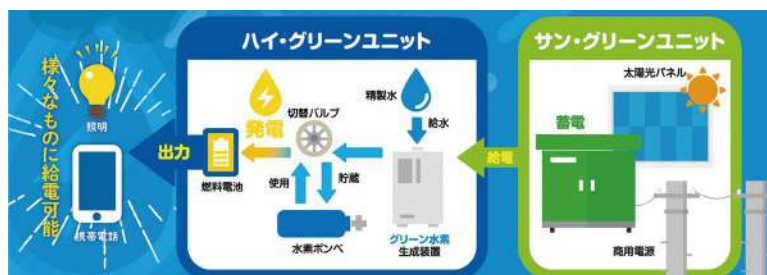 様々なものに給電可能
照明
携帯電話
出力
ハイ・グリーンユニット
発電
切替バルブ
精製水
給水
燃料電池
使用
貯蔵
水素ボンベ
グリーン水素
生成装置
給電
サン・グリーンユニット
太陽光パネル
蓄電
商用電源